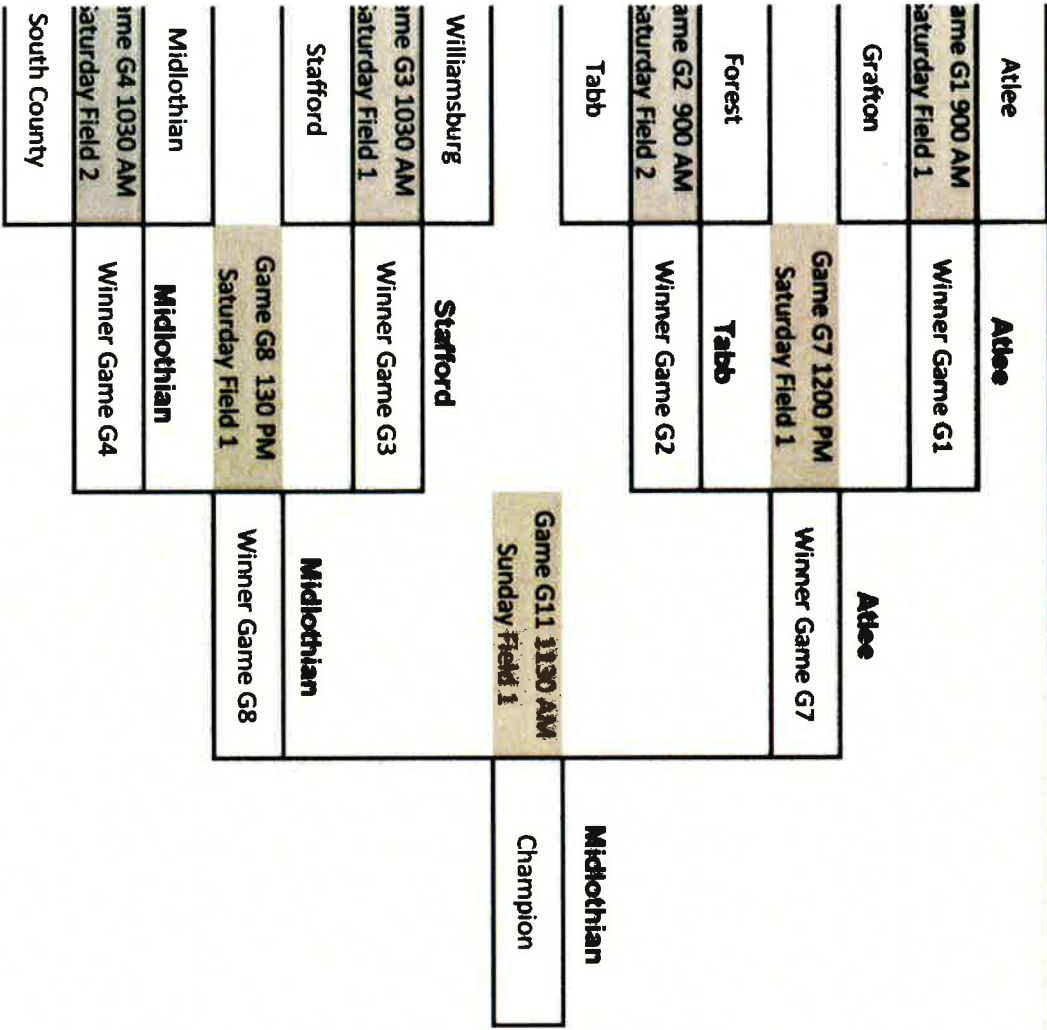 Atlee
Atlee
ame G1 900 AM
aturday Field 1
Winner Game G1
Grafton
Atlee
Game G7 1200 PM
Saturday Field 1
Winner Game G7
Forest
Tabb
ame G2 900 AM
aturday Field 2
Winner Game G2
Tabb
Midlothian
Game G11 1130 AM
Sunday Field 1
Champion
Williamsburg
Stafford
ame G3 1030 AM
aturday Field 1
Winner Game G3
Stafford
Midlothian
Game G8 130 PM
Saturday Field 1
Winner Game G8
Midlothian
Midlothian
ame G4 1030 AM
aturday Field 2
Winner Game G4
South County